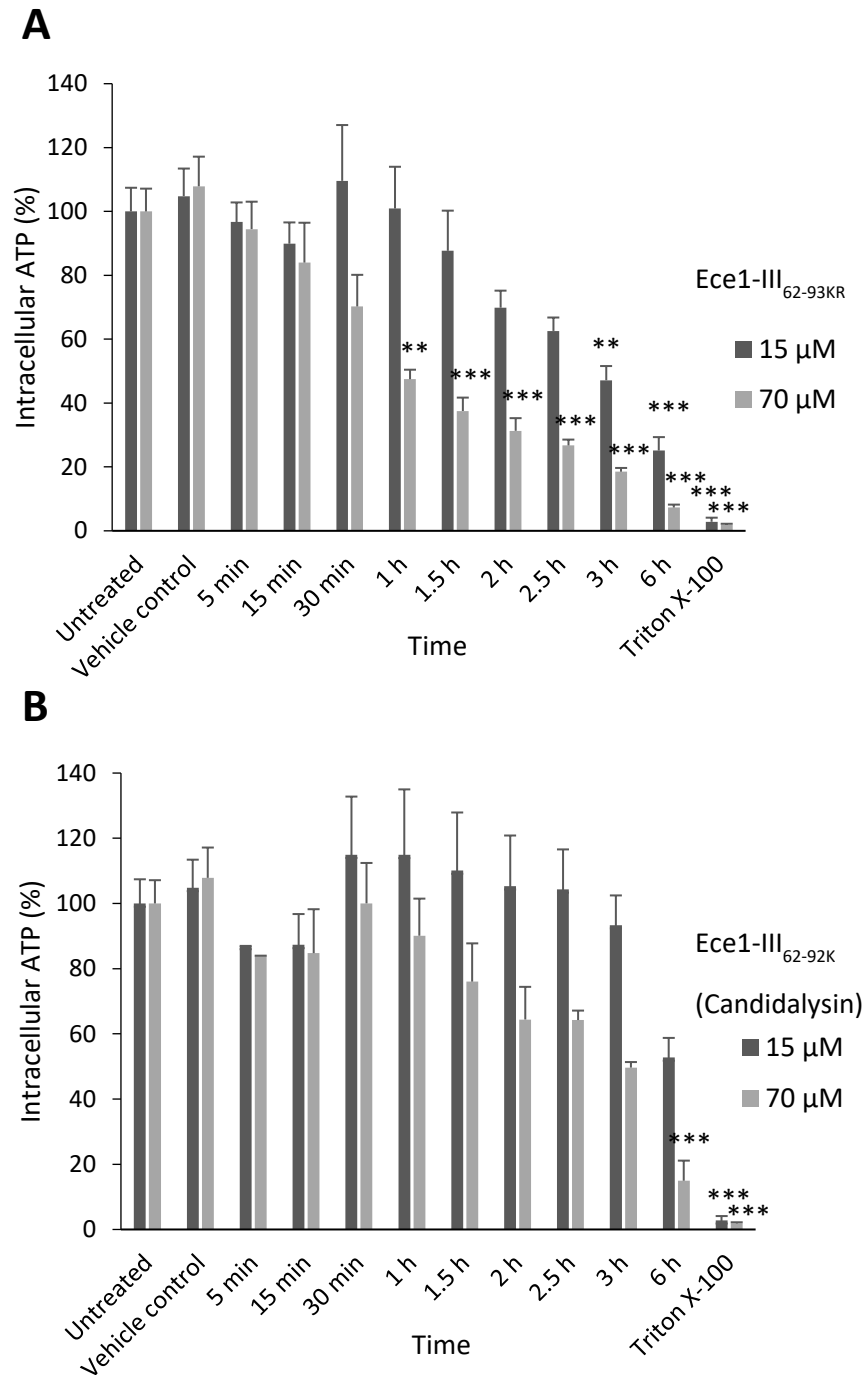 A
140
120
100
80
60
40
20
0
Intracellular ATP (%)
** *** *** *** ** *** *** *** *** ***
Untreated
Vehicle control
5 min
15 min
30 min
1 h
1.5 h
2 h
2.5 h
3 h
6 h
Triton X-100
Time
Ece1-III62-93KR
15 µM
70 µM
B
140
120
100
80
60
40
20
0
Intracellular ATP (%)
*** *** ***
Untreated
Vehicle control
5 min
15 min
30 min
1 h
1.5 h
2 h
2.5 h
3 h
6 h
Triton X-100
Time
Ece1-III62-92K
(Candidalysin)
15 µM
70 µM